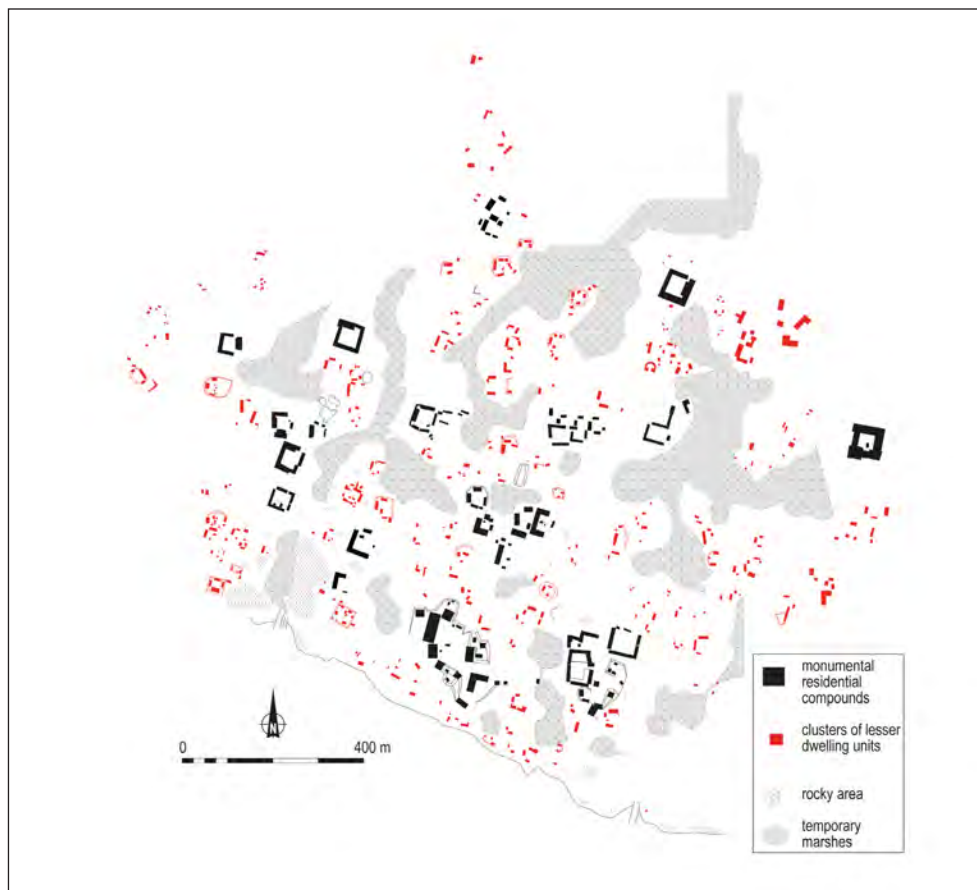 N
0
400 m
monumental
residential
compounds
clusters of lesser
dwelling units
rocky area
temporary
marshes